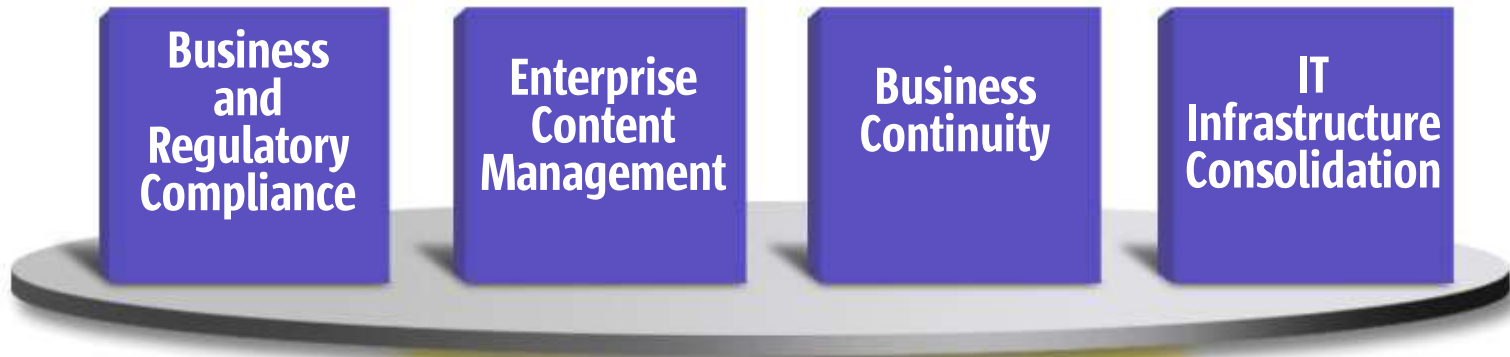 Business
and
Regulatory
Compliance
Enterprise
Content
Management
Business
Continuity
IT
Infrastructure
Consolidation